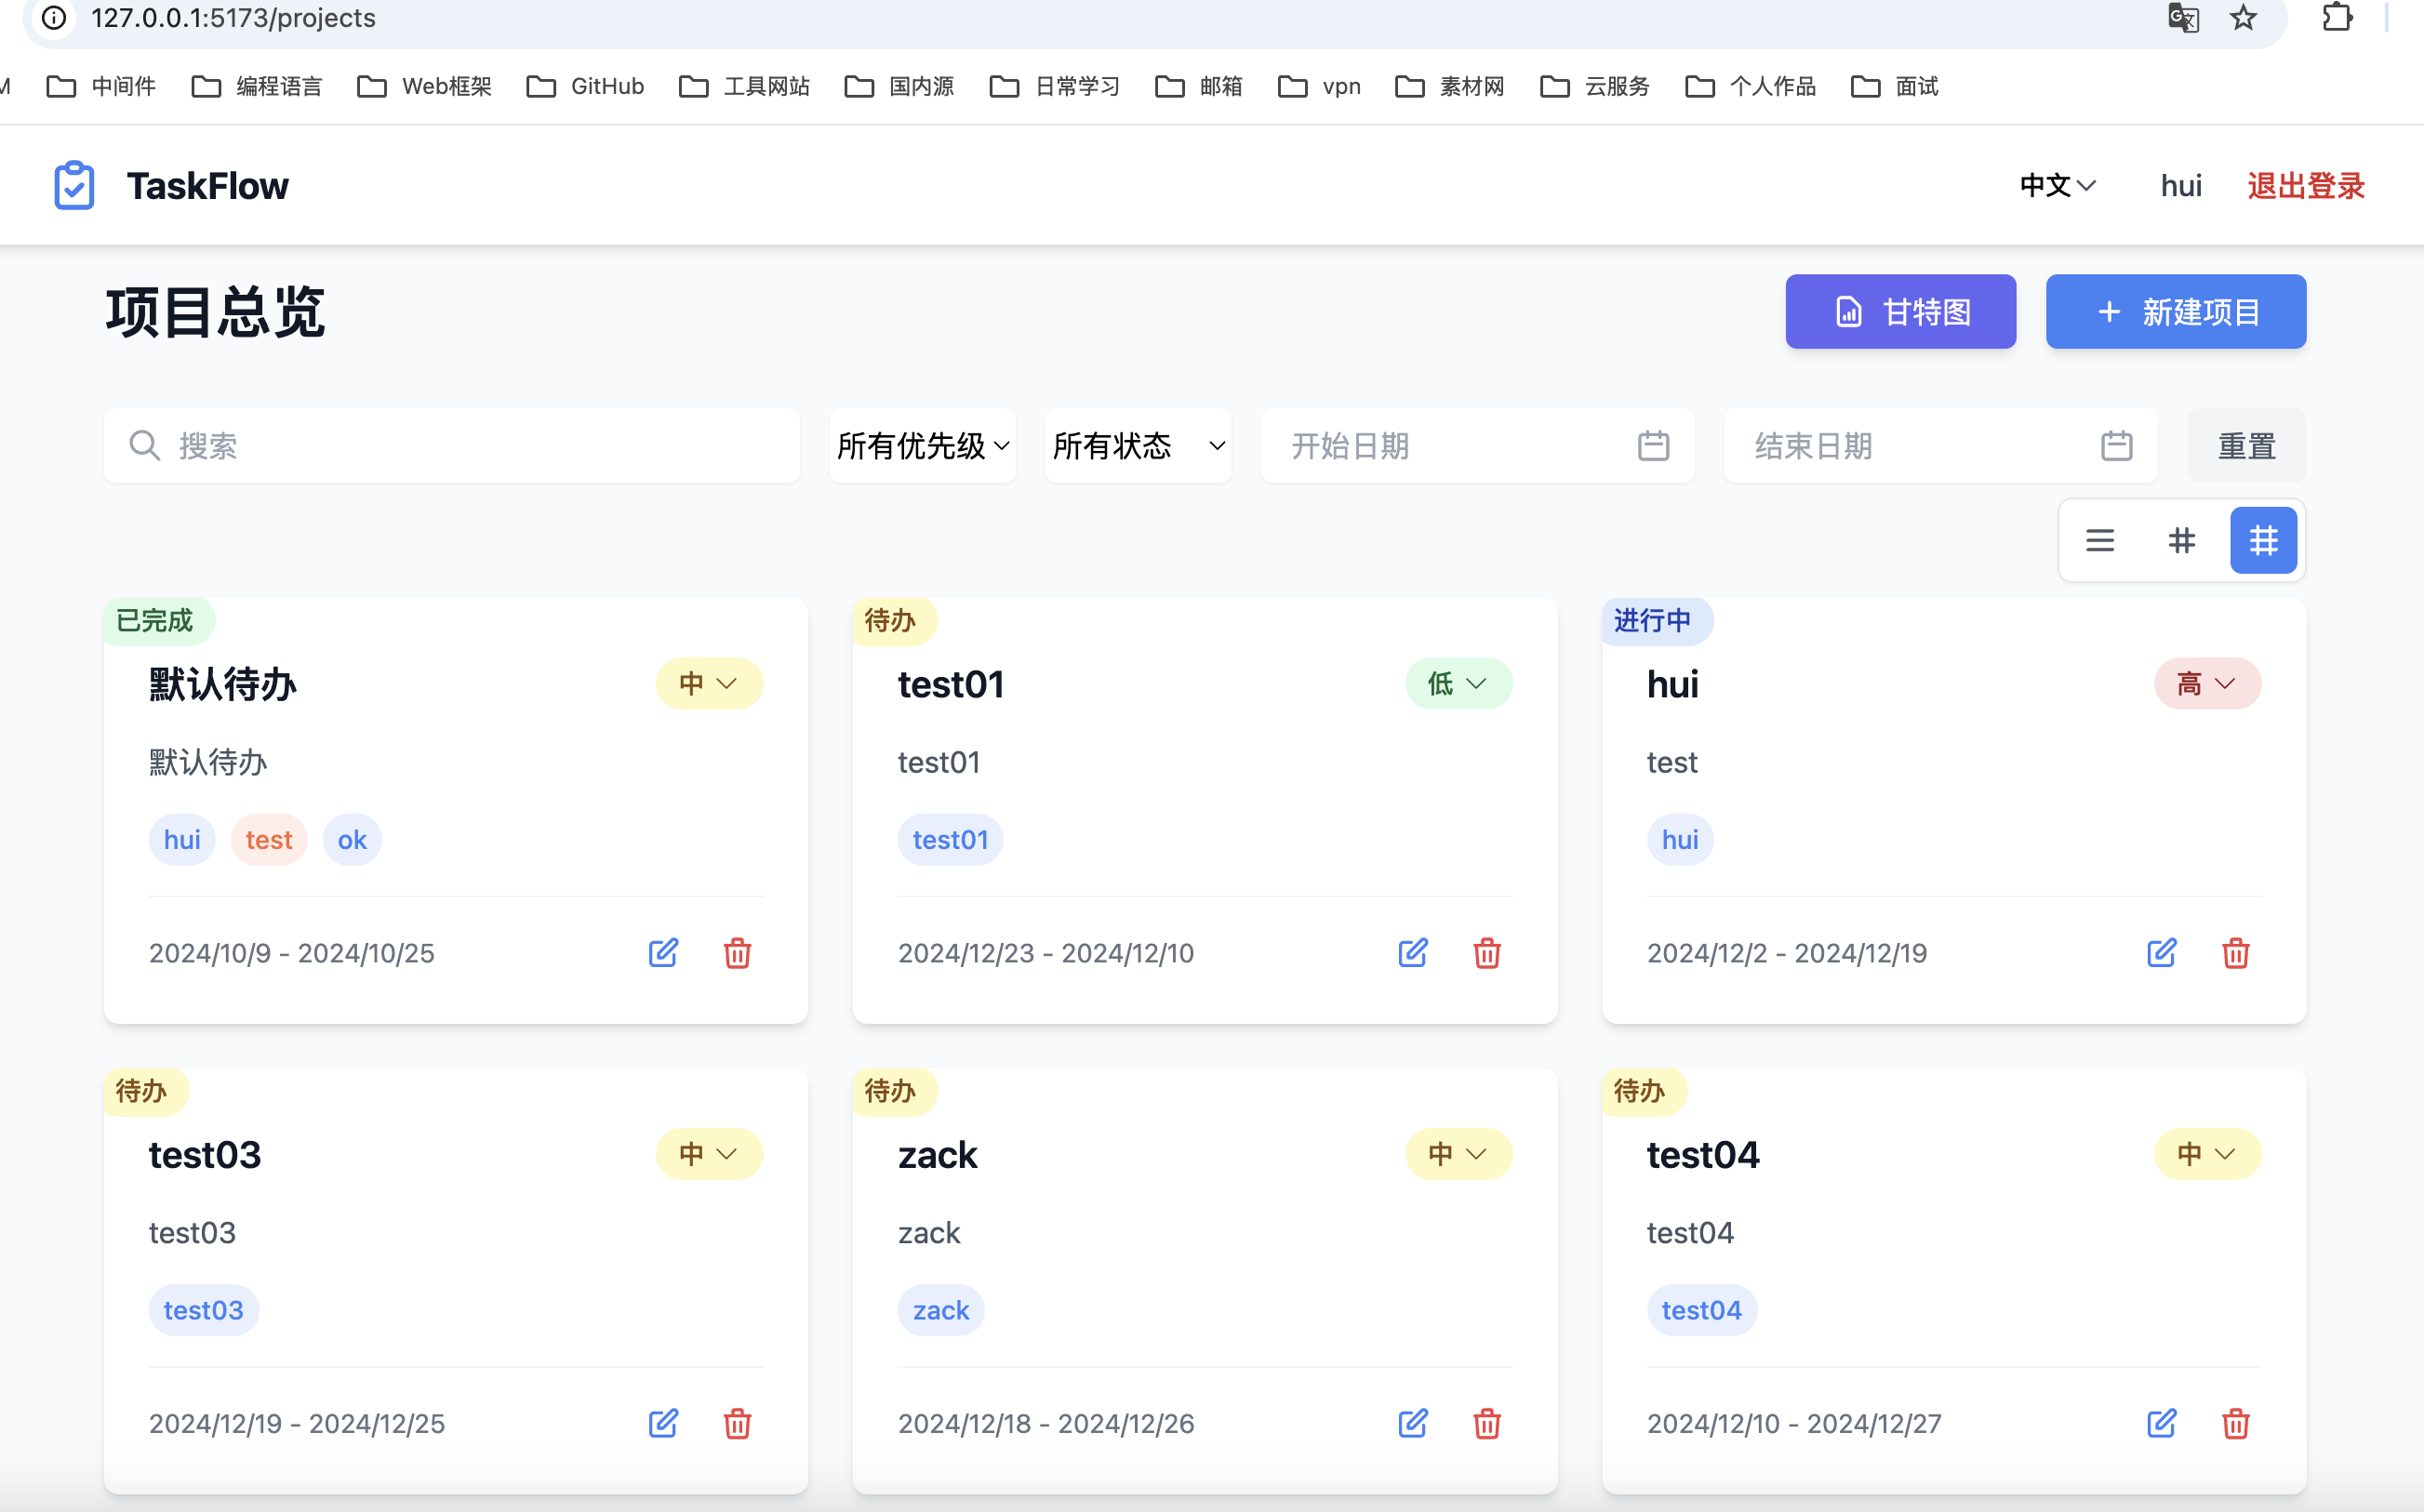 127.0.0.1:5173/projects
M 中间件 编程语言 Web框架 GitHub 工具网站 国内源 日常学习 邮箱 vpn 素材网 云服务 个人作品 面试
TaskFlow 中文 hui 退出登录
项目总览 甘特图 + 新建项目
搜索 所有优先级 所有状态 开始日期 结束日期 重置
已完成 待办 进行中
默认待办 中 test01 低 hui 高
默认待办 test01 test
hui test ok test01 hui
2024/10/9 - 2024/10/25 2024/12/23 - 2024/12/10 2024/12/2 - 2024/12/19
待办 待办 待办
test03 中 zack 中 test04 中
test03 zack test04
test03 zack test04
2024/12/19 - 2024/12/25 2024/12/18 - 2024/12/26 2024/12/10 - 2024/12/27